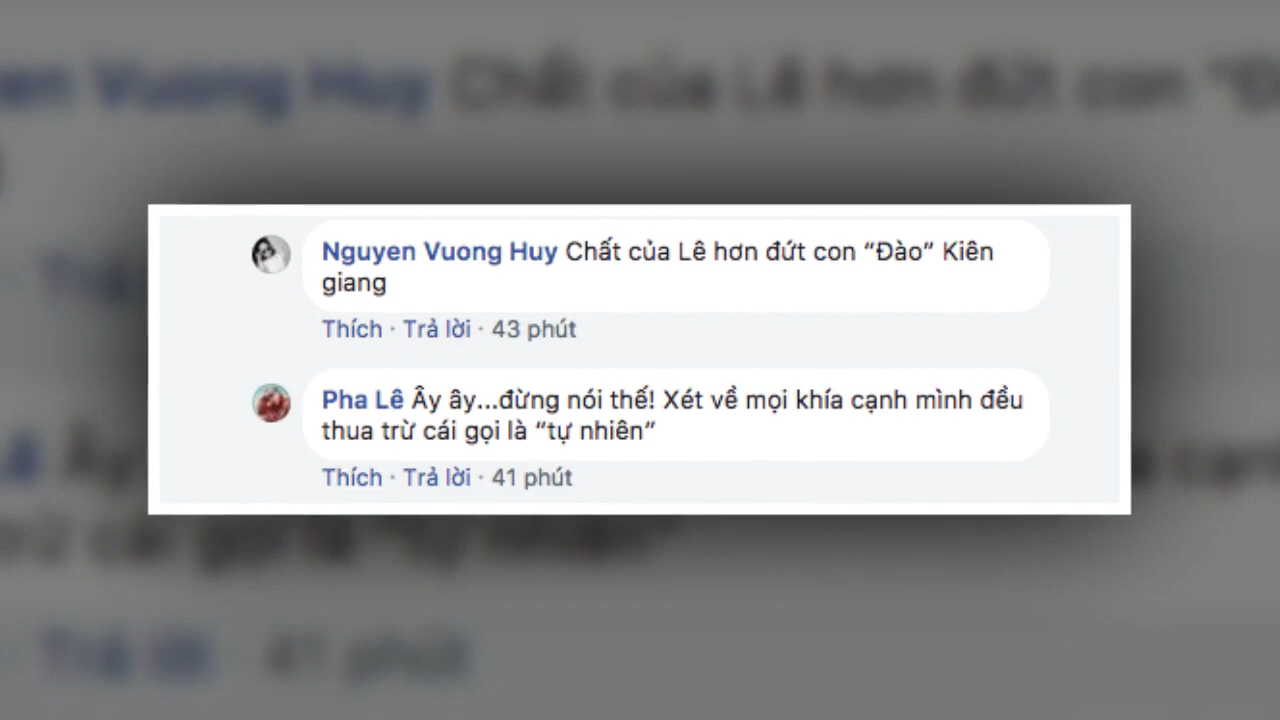 Nguyen Vuong Huy Chất của Lê hơn đứt con “Đào” Kiên
giang
Thích · Trả lời · 43 phút
Pha Lê Ây ây...đừng nói thế! Xét về mọi khía cạnh mình đều
thua trừ cái gọi là “tự nhiên”
Thích · Trả lời · 41 phút